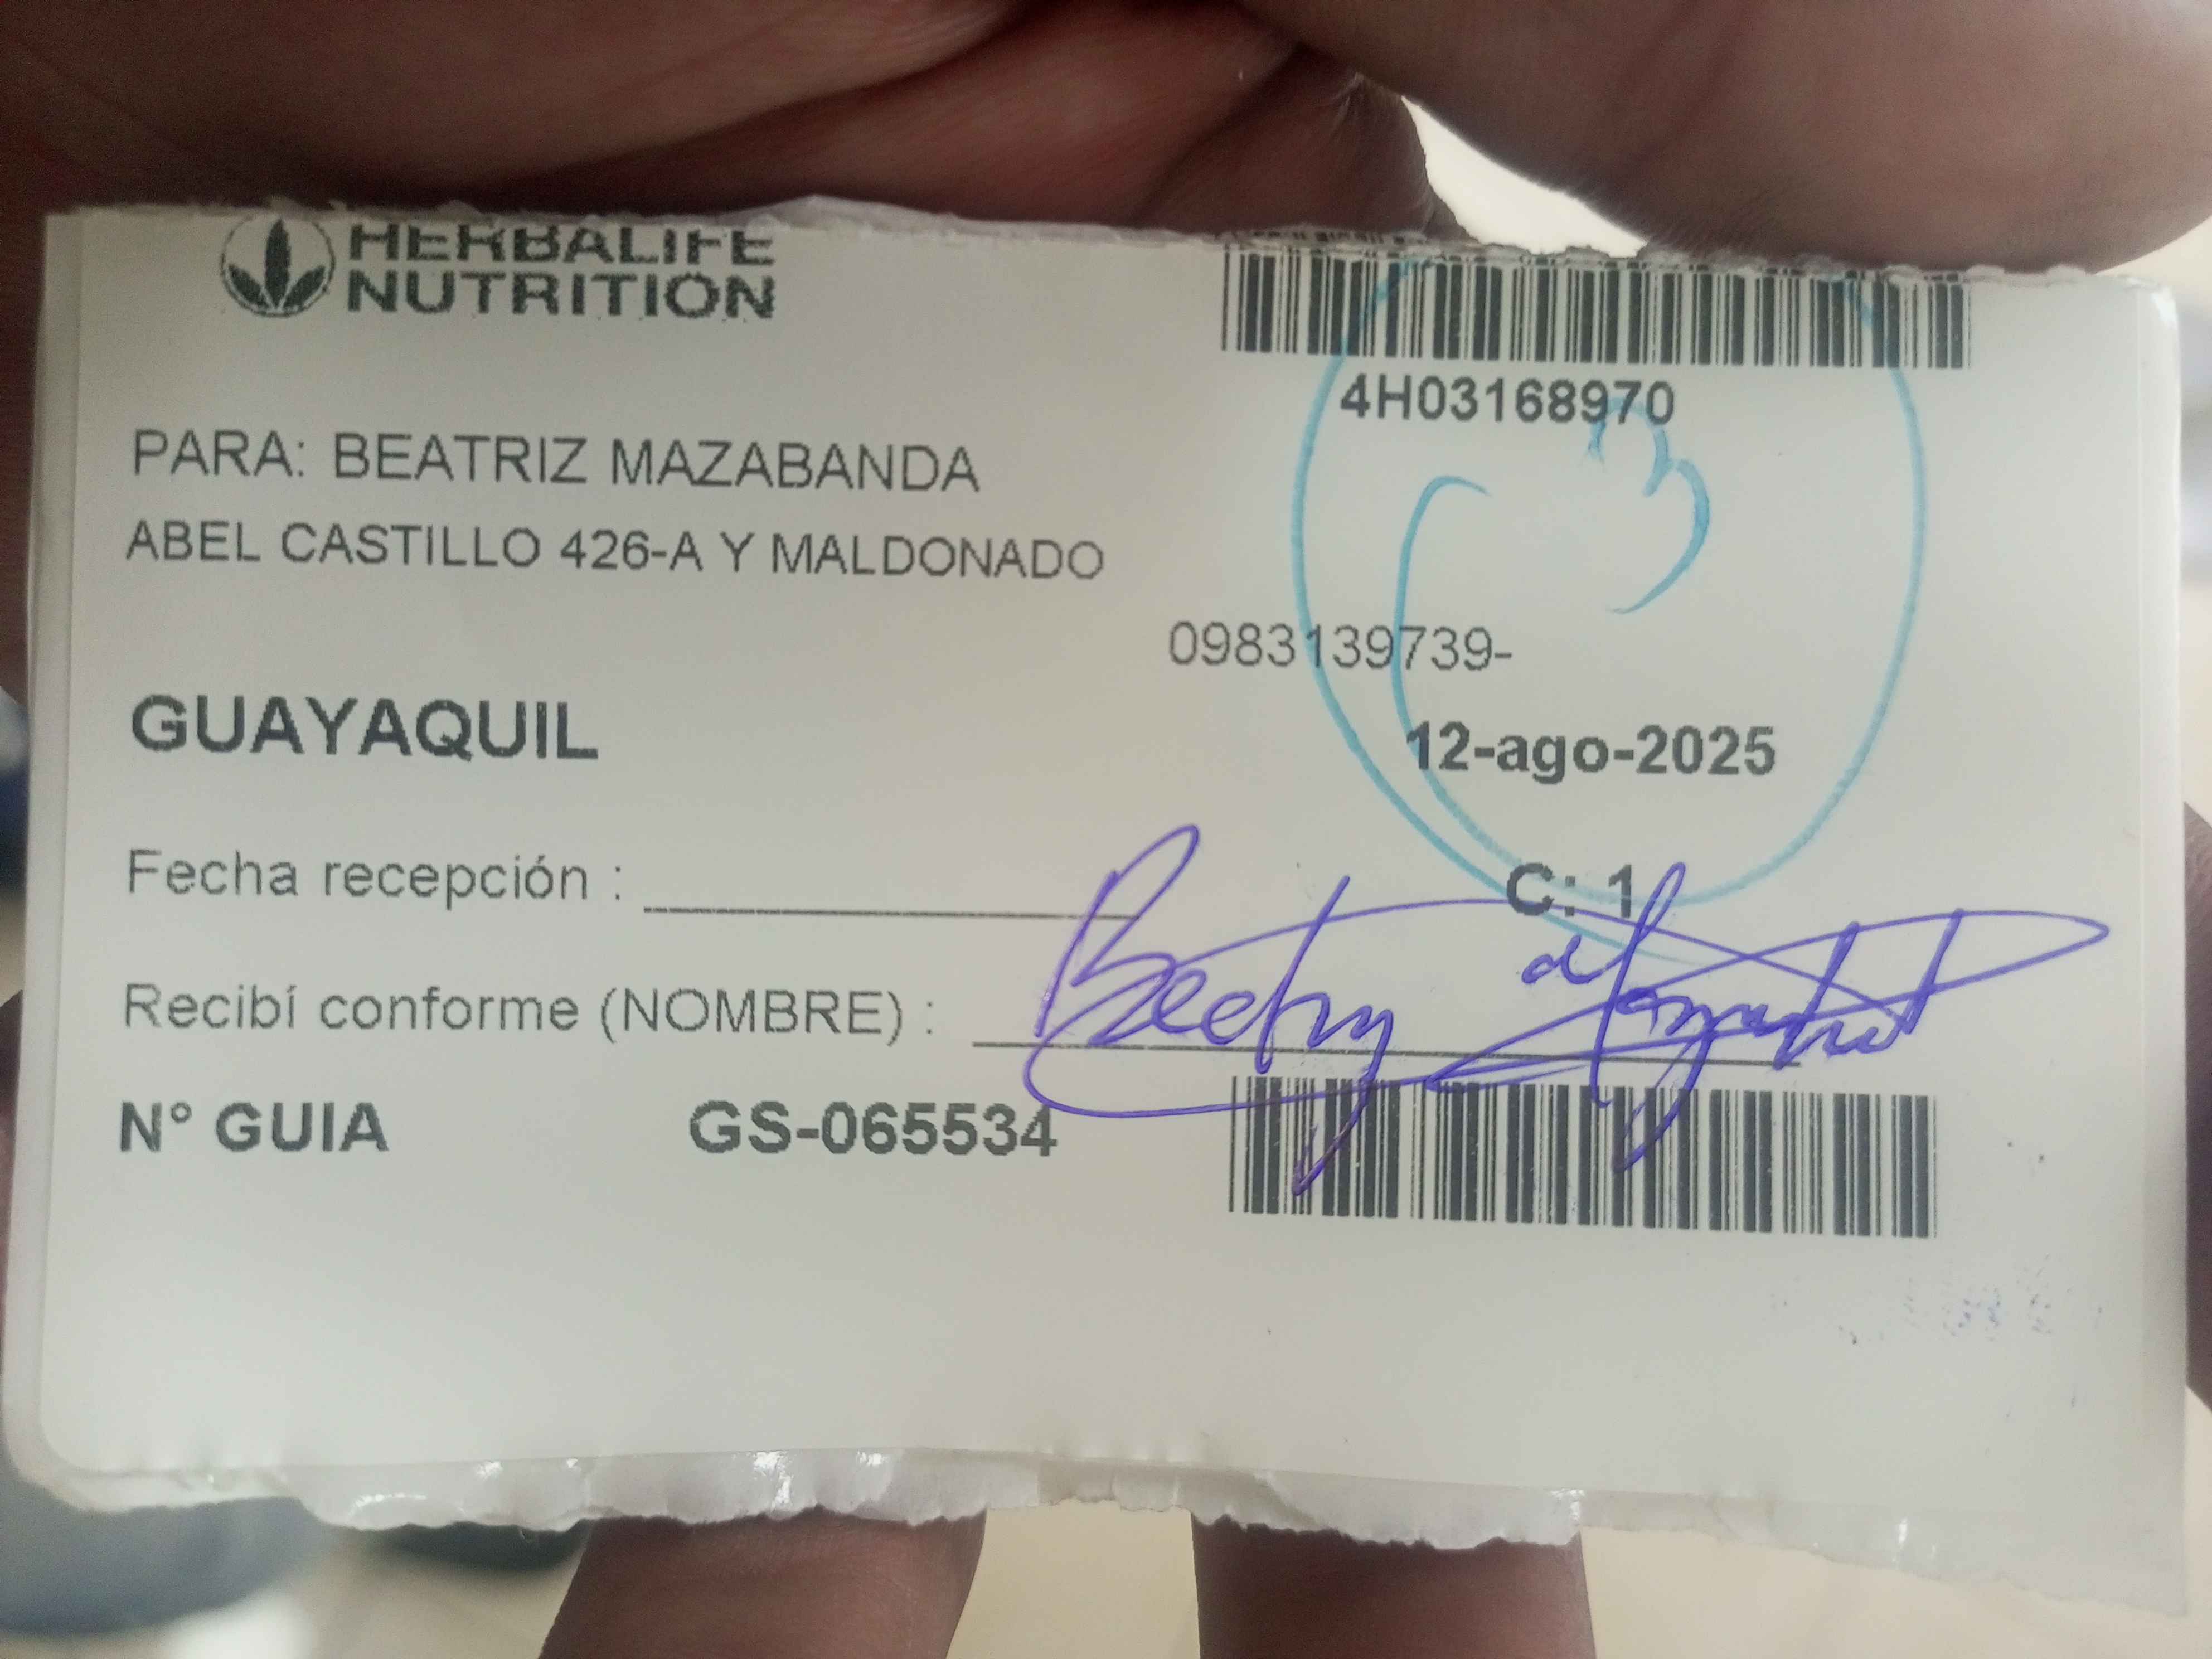 HERBALIFE
NUTRITION
4H03168970
PARA: BEATRIZ MAZABANDA
ABEL CASTILLO 426-A Y MALDONADO
0983139739-
GUAYAQUIL
12-ago-2025
Fecha recepción :
C: 1
Recibí conforme (NOMBRE) :
N° GUIA GS-065534